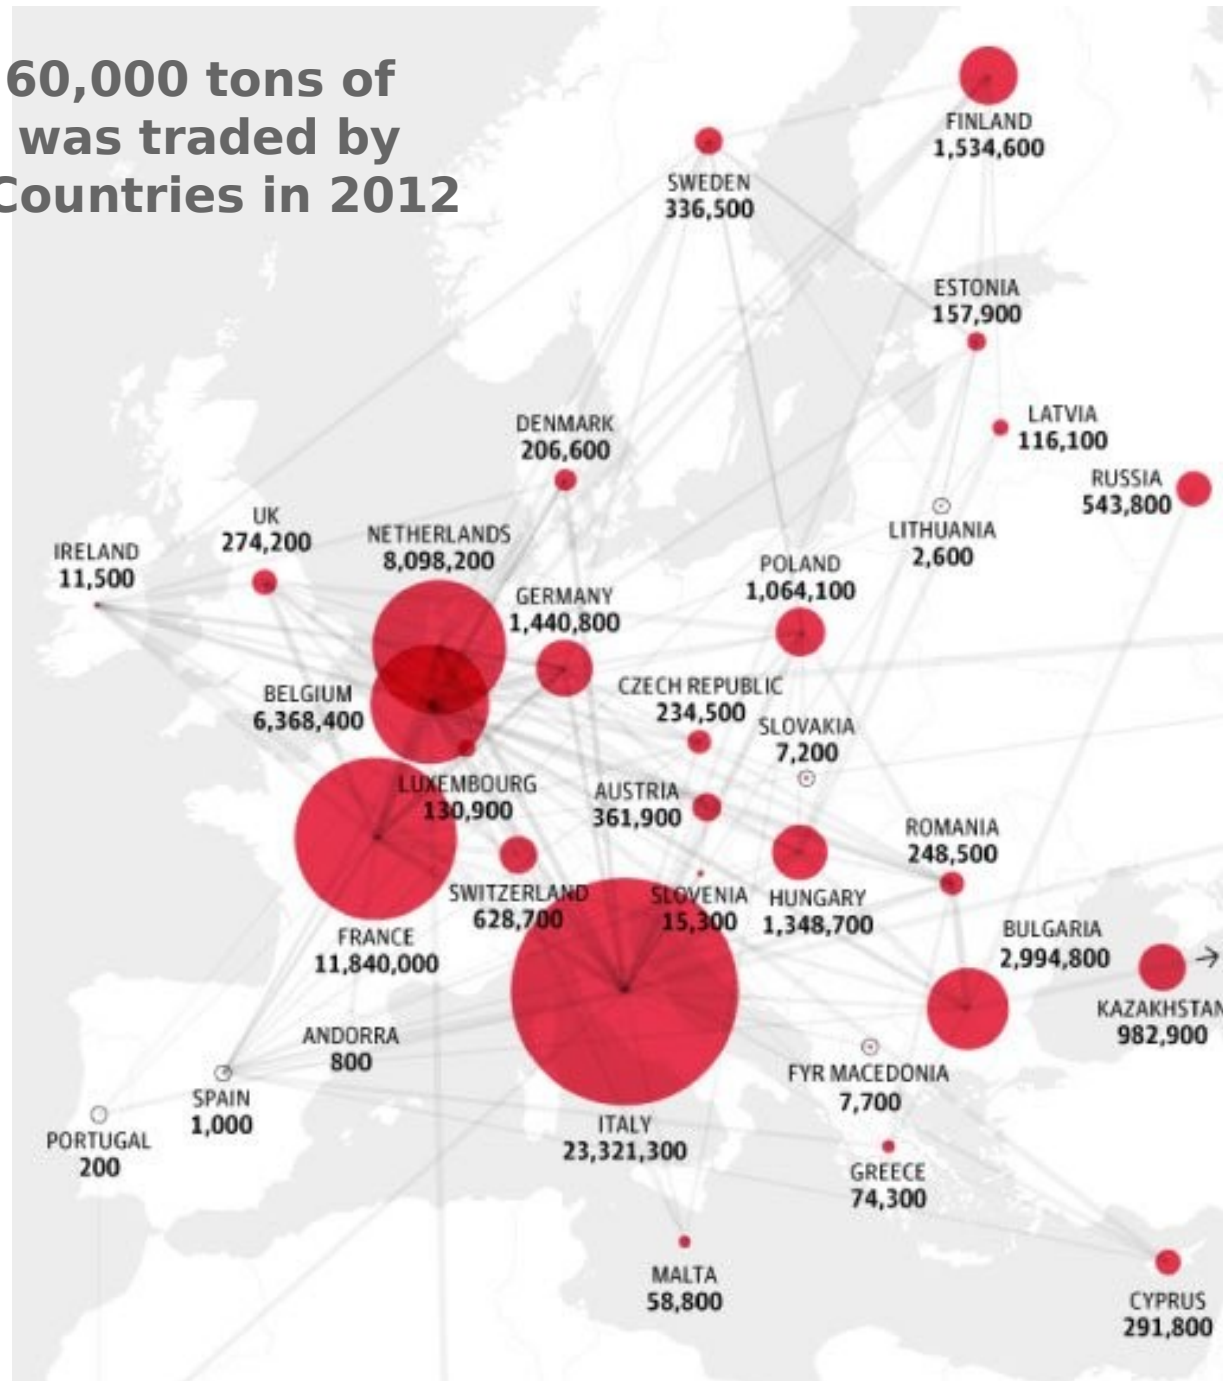 60,000 tons of
was traded by
Countries in 2012
FINLAND
1,534,600
SWEDEN
336,500
ESTONIA
157,900
LATVIA
116,100
DENMARK
206,600
RUSSIA
543,800
UK
274,200
NETHERLANDS
8,098,200
LITHUANIA
2,600
IRELAND
11,500
POLAND
1,064,100
GERMANY
1,440,800
BELGIUM
6,368,400
CZECH REPUBLIC
234,500
SLOVAKIA
7,200
LUXEMBOURG
130,900
AUSTRIA
361,900
ROMANIA
248,500
SWITZERLAND
628,700
SLOVENIA
15,300
HUNGARY
1,348,700
FRANCE
11,840,000
BULGARIA
2,994,800
KAZAKHSTAN
982,900
ANDORRA
800
FYR MACEDONIA
7,700
SPAIN
1,000
PORTUGAL
200
ITALY
23,321,300
GREECE
74,300
MALTA
58,800
CYPRUS
291,800